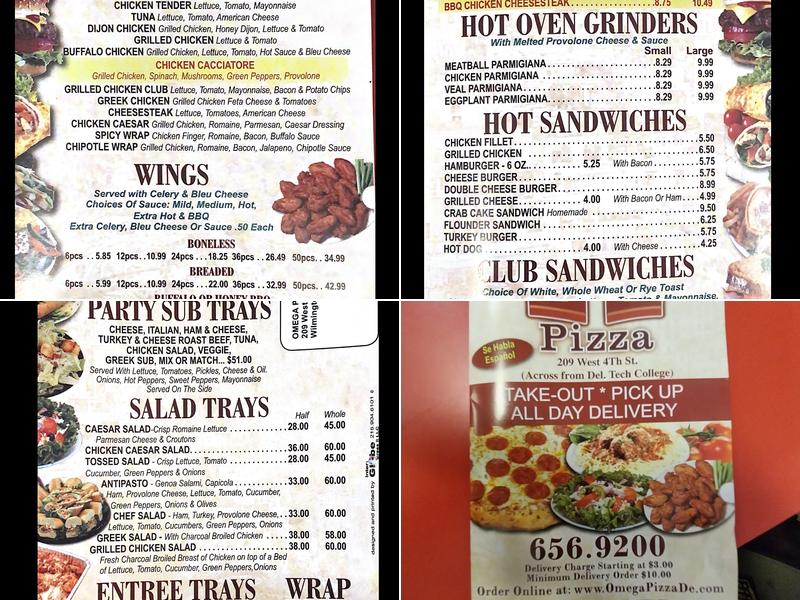 CHICKEN TENDER Lettuce, Tomato, Mayonnaise
TUNA Lettuce, Tomato, American Cheese
DIJON CHICKEN Grilled Chicken, Honey Dijon, Lettuce & Tomato
GRILLED CHICKEN Lettuce & Tomato
BUFFALO CHICKEN Grilled Chicken, Lettuce, Tomato, Hot Sauce & Bleu Cheese
CHICKEN CACCIATORE
Grilled Chicken, Spinach, Mushrooms, Green Peppers, Provolone
GRILLED CHICKEN CLUB Lettuce, Tomato, Mayonnaise, Bacon & Potato Chips
GREEK CHICKEN Grilled Chicken Feta Cheese & Tomatoes
CHEESESTEAK Lettuce, Tomatoes, American Cheese
CHICKEN CAESAR Grilled Chicken, Romaine, Parmesan, Caesar Dressing
SPICY WRAP Chicken Finger, Romaine, Bacon, Buffalo Sauce
CHIPOTLE WRAP Grilled Chicken, Romaine, Bacon, Jalapeno, Chipotle Sauce
WINGS
Served with Celery & Bleu Cheese
Choices Of Sauce: Mild, Medium, Hot,
Extra Hot & BBQ
Extra Celery, Bleu Cheese Or Sauce .50 Each
BONELESS
6pcs . . 5.85 12pcs..10.99 24pcs ...18.25 36pcs ..26.49 50pcs.. 34.99
BREADED
6pcs . . 5.99 12pcs..10.99 24pcs ...22.00 36pcs ..32.99 50pcs.. 42.99
BUFFALO OR HONEY BBQ
BBQ CHICKEN CHEESESTEAK 8.75 10.49
HOT OVEN GRINDERS
With Melted Provolone Cheese & Sauce
Small Large
MEATBALL PARMIGIANA 8.29 9.99
CHICKEN PARMIGIANA 8.29 9.99
VEAL PARMIGIANA 8.29 9.99
EGGPLANT PARMIGIANA 8.29 9.99
HOT SANDWICHES
CHICKEN FILLET 5.50
GRILLED CHICKEN 6.50
HAMBURGER - 6 OZ.. 5.25 With Bacon 5.75
CHEESE BURGER 5.75
DOUBLE CHEESE BURGER 8.99
GRILLED CHEESE 4.00 With Bacon Or Ham 4.99
CRAB CAKE SANDWICH Homemade 9.50
FLOUNDER SANDWICH 6.25
TURKEY BURGER 5.75
HOT DOG 4.00 With Cheese 4.25
CLUB SANDWICHES
Choice Of White, Whole Wheat Or Rye Toast
Tomato & Mayonnaise,
PARTY SUB TRAYS
CHEESE, ITALIAN, HAM & CHEESE,
TURKEY & CHEESE ROAST BEEF, TUNA,
CHICKEN SALAD, VEGGIE,
GREEK SUB, MIX OR MATCH... $51.00
Served With Lettuce, Tomatoes, Pickles, Cheese & Oil.
Onions, Hot Peppers, Sweet Peppers, Mayonnaise
Served On The Side
OMEGA P
209 West
Wilmingt
SALAD TRAYS
Half Whole
CAESAR SALAD-Crisp Romaine Lettuce 28.00 45.00
Parmesan Cheese & Croutons
CHICKEN CAESAR SALAD 36.00 60.00
TOSSED SALAD - Crisp Lettuce, Tomato 28.00 45.00
Cucumber, Green Peppers & Onions
ANTIPASTO - Genoa Salami, Capicola 33.00 60.00
Ham, Provolone Cheese, Lettuce, Tomato, Cucumber,
Green Peppers, Onions & Olives
CHEF SALAD - Ham, Turkey, Provolone Cheese, 33.00 60.00
Lettuce, Tomato, Cucumbers, Green Peppers, Onions
GREEK SALAD - With Charcoal Broiled Chicken 38.00 58.00
GRILLED CHICKEN SALAD 38.00 60.00
Fresh Charcoal Broiled Breast of Chicken on top of a Bed
of Lettuce, Tomato, Cucumber, Green Peppers,Onions
ENTREE TRAYS WRAP
designed and printed by
215.904.6101
Se Habla
Español
Pizza
209 West 4Th St.
(Across from Del. Tech College)
TAKE-OUT * PICK UP
ALL DAY DELIVERY
656.9200
Delivery Charge Starting at $3.00
Minimum Delivery Order $10.00
Order Online at: www.OmegaPizzaDe.com